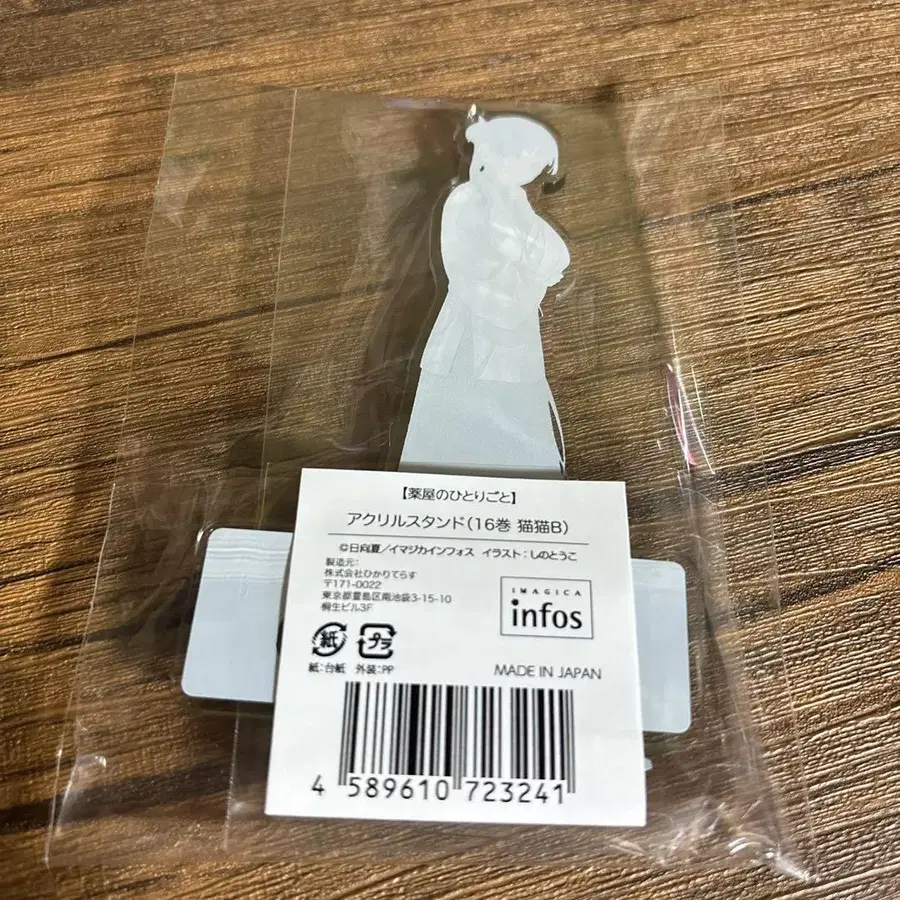 【薬屋のひとりごと】
アクリルスタンド(16巻 猫猫B)
©日向夏/イマジカインフォス イラスト:しのとうこ
製造元:
株式会社ひかりてらす
〒171-0022
東京都豊島区南池袋3-15-10
桐生ビル3F
IMAGICA
infos
紙 プラ
紙:台紙 外装:PP
MADE IN JAPAN
4 589610 723241